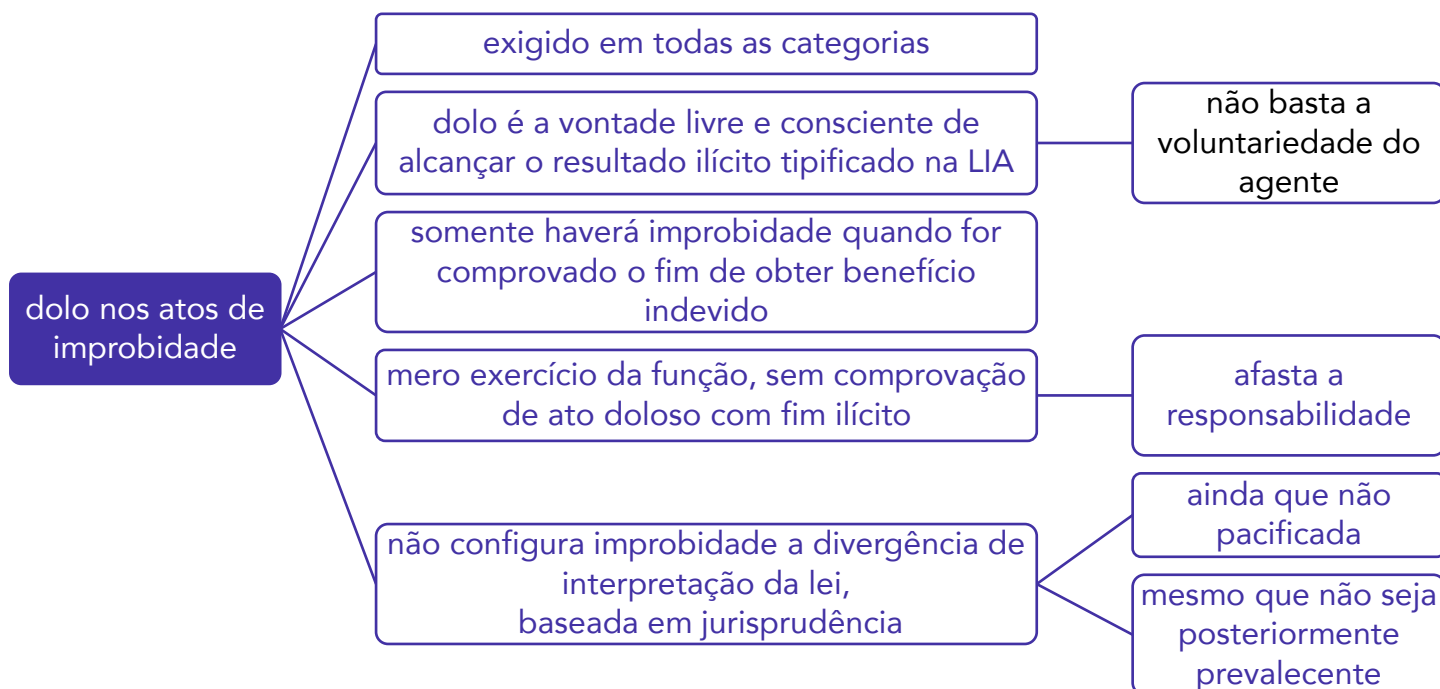 dolo nos atos de
improbidade
exigido em todas as categorias
dolo é a vontade livre e consciente de
alcançar o resultado ilícito tipificado na LIA
não basta a
voluntariedade do
agente
somente haverá improbidade quando for
comprovado o fim de obter benefício
indevido
mero exercício da função, sem comprovação
de ato doloso com fim ilícito
afasta a
responsabilidade
não configura improbidade a divergência de
interpretação da lei,
baseada em jurisprudência
ainda que não
pacificada
mesmo que não seja
posteriormente
prevalecente